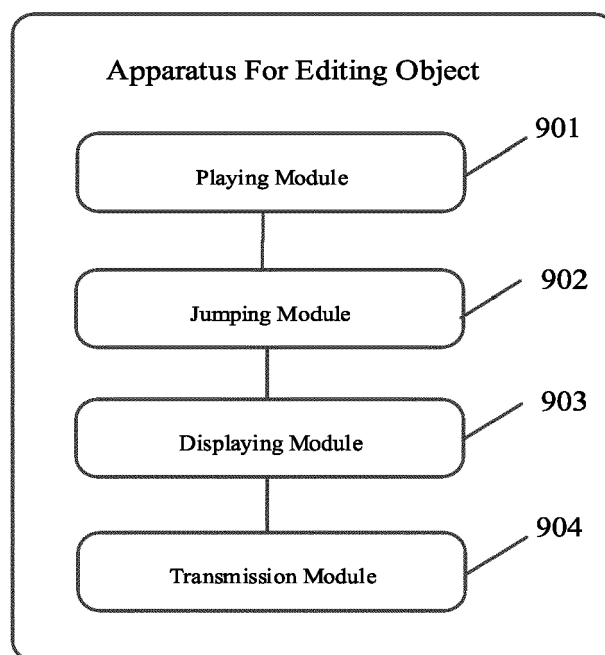 Apparatus For Editing Object
901
Playing Module
902
Jumping Module
903
Displaying Module
904
Transmission Module